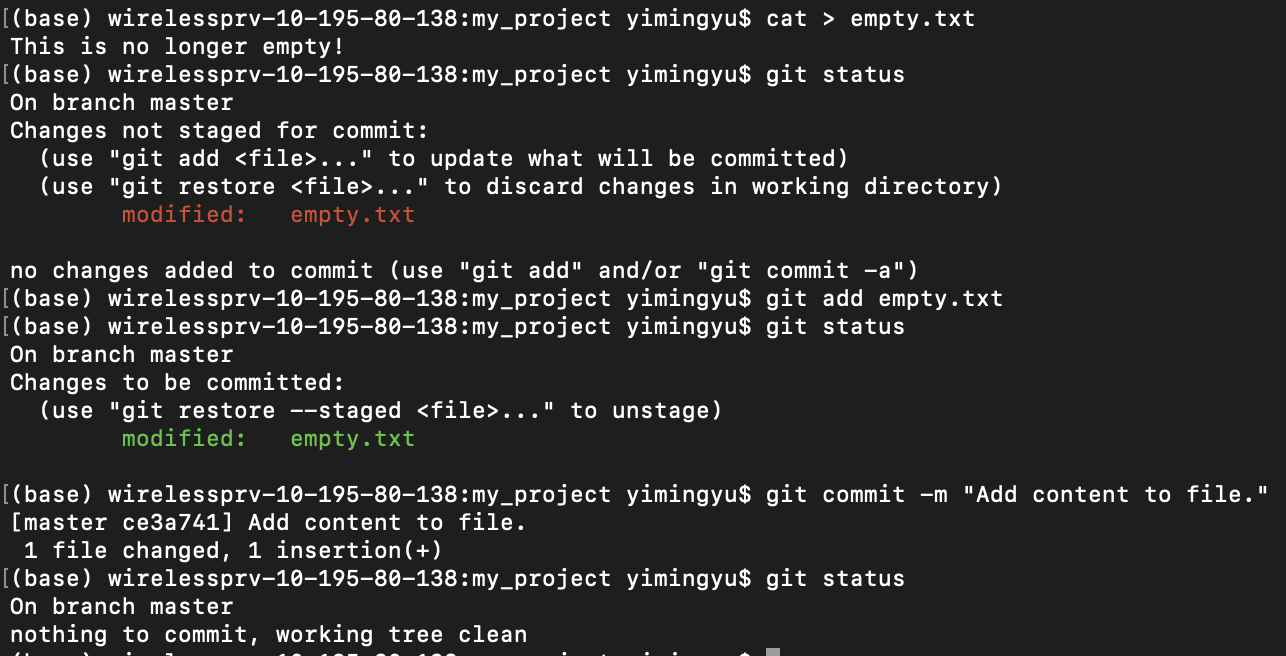 [(base) wirelessprv-10-195-80-138:my_project yimingyu$ cat > empty.txt
This is no longer empty!
[(base) wirelessprv-10-195-80-138:my_project yimingyu$ git status
On branch master
Changes not staged for commit:
  (use "git add <file>..." to update what will be committed)
  (use "git restore <file>..." to discard changes in working directory)
        modified:   empty.txt

no changes added to commit (use "git add" and/or "git commit -a")
[(base) wirelessprv-10-195-80-138:my_project yimingyu$ git add empty.txt
[(base) wirelessprv-10-195-80-138:my_project yimingyu$ git status
On branch master
Changes to be committed:
  (use "git restore --staged <file>..." to unstage)
        modified:   empty.txt

[(base) wirelessprv-10-195-80-138:my_project yimingyu$ git commit -m "Add content to file."
[master ce3a741] Add content to file.
 1 file changed, 1 insertion(+)
[(base) wirelessprv-10-195-80-138:my_project yimingyu$ git status
On branch master
nothing to commit, working tree clean